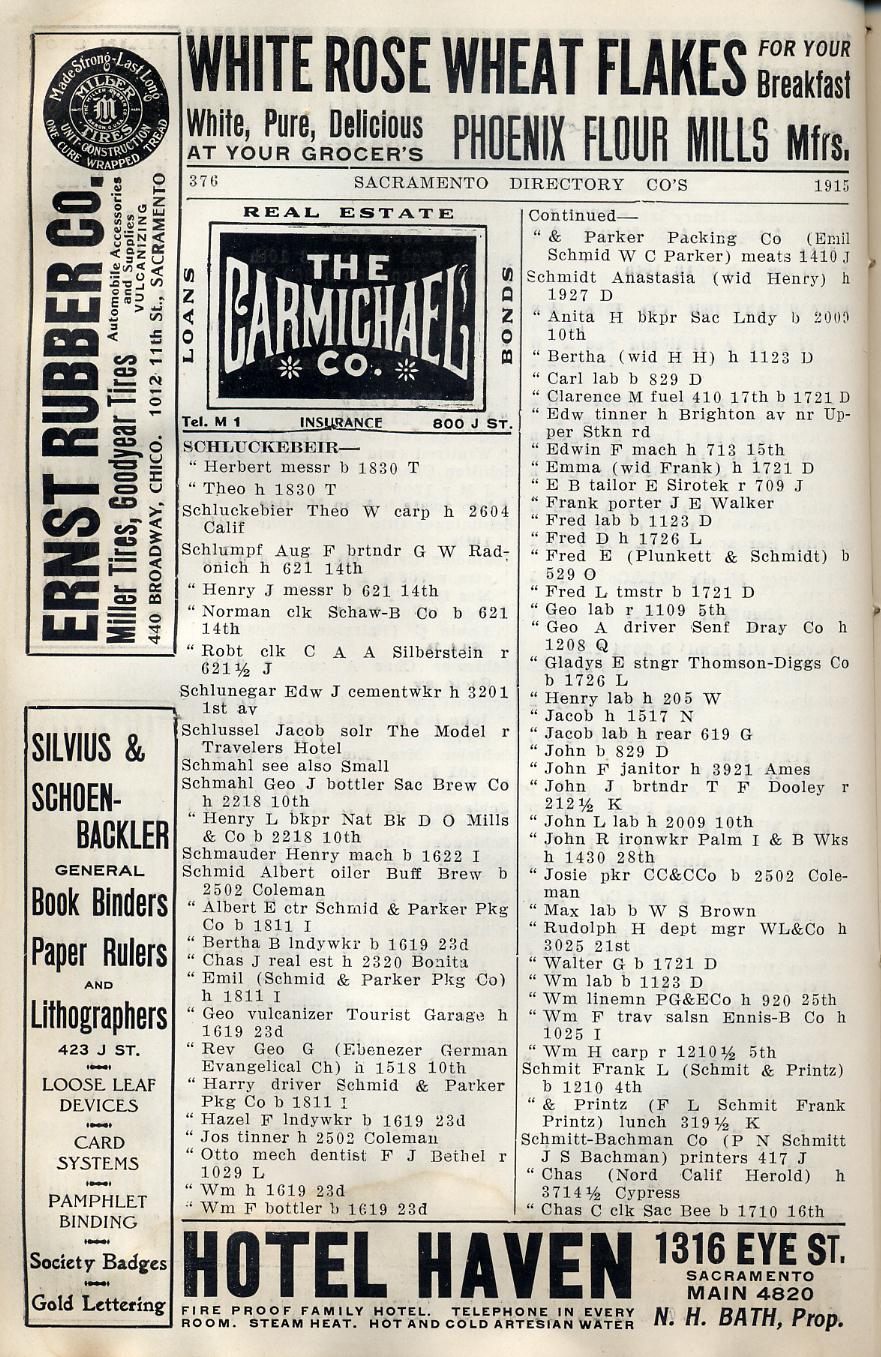 WHITE ROSE WHEAT FLAKES FOR YOUR Breakfast
White, Pure, Delicious
AT YOUR GROCER'S
PHOENIX FLOUR MILLS Mfrs.
376 SACRAMENTO DIRECTORY CO'S 1915
Made Strong-Last Long
MILLER
TIRES
UNIT-CONSTRUCTION
ONE CURE WRAPPED TREAD
ERNST RUBBER CO.
Miller Tires, Goodyear Tires
Automobile Accessories
and Supplies
VULCANIZING
440 BROADWAY, CHICO. 1012 11th St., SACRAMENTO
SILVIUS &
SCHOEN-
BACKLER
GENERAL
Book Binders
Paper Rulers
AND
Lithographers
423 J ST.
LOOSE LEAF
DEVICES
CARD
SYSTEMS
PAMPHLET
BINDING
Society Badges
Gold Lettering
REAL ESTATE
LOANS
THE
CARMICHAEL
CO.
BONDS
Tel. M 1 INSURANCE 800 J ST.
SCHLUCKEBEIR—
" Herbert messr b 1830 T
" Theo h 1830 T
Schluckebier Theo W carp h 2604
Calif
Schlumpf Aug F brtndr G W Rad-
onich h 621 14th
" Henry J messr b 621 14th
" Norman clk Schaw-B Co b 621
14th
" Robt clk C A A Silberstein r
621½ J
Schlunegar Edw J cementwkr h 3201
1st av
Schlussel Jacob solr The Model r
Travelers Hotel
Schmahl see also Small
Schmahl Geo J bottler Sac Brew Co
h 2218 10th
" Henry L bkpr Nat Bk D O Mills
& Co b 2218 10th
Schmauder Henry mach b 1622 I
Schmid Albert oiler Buff Brew b
2502 Coleman
" Albert E ctr Schmid & Parker Pkg
Co b 1811 I
" Bertha B lndywkr b 1619 23d
" Chas J real est h 2320 Bonita
" Emil (Schmid & Parker Pkg Co)
h 1811 I
" Geo vulcanizer Tourist Garage h
1619 23d
" Rev Geo G (Ebenezer German
Evangelical Ch) h 1518 10th
" Harry driver Schmid & Parker
Pkg Co b 1811 I
" Hazel F lndywkr b 1619 23d
" Jos tinner h 2502 Coleman
" Otto mech dentist F J Bethel r
1029 L
" Wm h 1619 23d
" Wm F bottler b 1619 23d
Continued—
" & Parker Packing Co (Emil
Schmid W C Parker) meats 1410 J
Schmidt Anastasia (wid Henry) h
1927 D
" Anita H bkpr Sac Lndy b 2009
10th
" Bertha (wid H H) h 1123 D
" Carl lab b 829 D
" Clarence M fuel 410 17th b 1721 D
" Edw tinner h Brighton av nr Up-
per Stkn rd
" Edwin F mach h 713 15th
" Emma (wid Frank) h 1721 D
" E B tailor E Sirotek r 709 J
" Frank porter J E Walker
" Fred lab b 1123 D
" Fred D h 1726 L
" Fred E (Plunkett & Schmidt) b
529 O
" Fred L tmstr b 1721 D
" Geo lab r 1109 5th
" Geo A driver Senf Dray Co h
1208 Q
" Gladys E stngr Thomson-Diggs Co
b 1726 L
" Henry lab h 205 W
" Jacob h 1517 N
" Jacob lab h rear 619 G
" John b 829 D
" John F janitor h 3921 Ames
" John J brtndr T F Dooley r
212½ K
" John L lab h 2009 10th
" John R ironwkr Palm I & B Wks
h 1430 28th
" Josie pkr CC&CCo b 2502 Cole-
man
" Max lab b W S Brown
" Rudolph H dept mgr WL&Co h
3025 21st
" Walter G b 1721 D
" Wm lab b 1123 D
" Wm linemn PG&ECo h 920 25th
" Wm F trav salsn Ennis-B Co h
1025 I
" Wm H carp r 1210½ 5th
Schmit Frank L (Schmit & Printz)
b 1210 4th
" & Printz (F L Schmit Frank
Printz) lunch 319½ K
Schmitt-Bachman Co (P N Schmitt
J S Bachman) printers 417 J
" Chas (Nord Calif Herold) h
3714½ Cypress
" Chas C clk Sac Bee b 1710 16th
HOTEL HAVEN
FIRE PROOF FAMILY HOTEL. TELEPHONE IN EVERY
ROOM. STEAM HEAT. HOT AND COLD ARTESIAN WATER
1316 EYE ST.
SACRAMENTO
MAIN 4820
N. H. BATH, Prop.